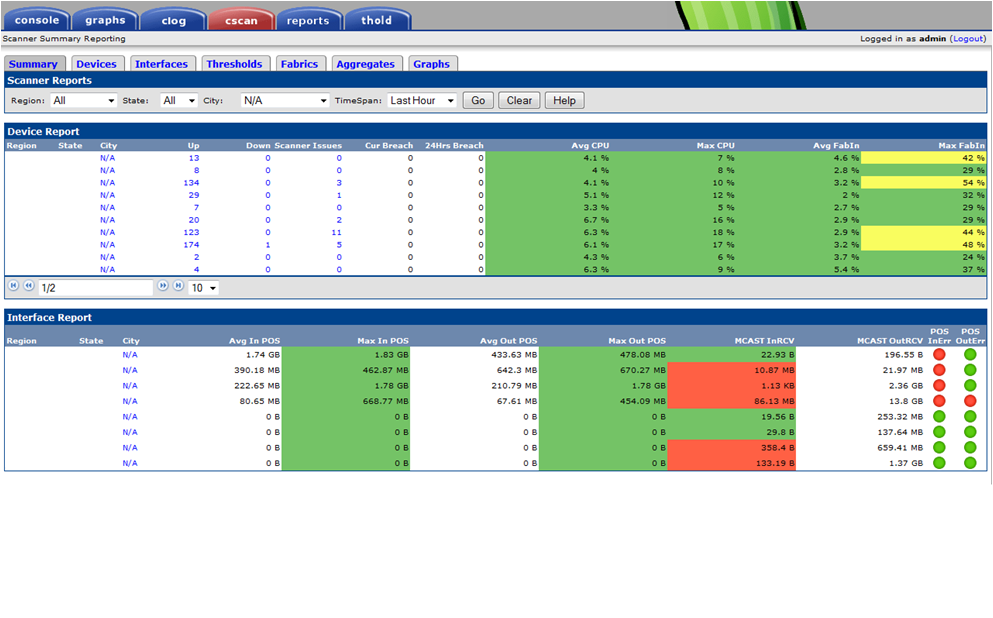 console graphs clog cscan reports thold
Scanner Summary Reporting Logged in as admin (Logout)
Summary Devices Interfaces Thresholds Fabrics Aggregates Graphs
Scanner Reports
Region: All State: All City: N/A TimeSpan: Last Hour Go Clear Help
Device Report
Region State City Up Down Scanner Issues Cur Breach 24Hrs Breach Avg CPU Max CPU Avg FabIn Max FabIn
N/A 13 0 0 0 0 4.1 % 7 % 4.6 % 42 %
N/A 8 0 0 0 0 4 % 8 % 2.8 % 29 %
N/A 134 0 3 0 0 4.1 % 10 % 3.2 % 54 %
N/A 29 0 1 0 0 5.1 % 12 % 2 % 32 %
N/A 7 0 0 0 0 3.3 % 5 % 2.7 % 29 %
N/A 20 0 2 0 0 6.7 % 16 % 2.9 % 29 %
N/A 123 0 11 0 0 6.3 % 18 % 2.9 % 44 %
N/A 174 1 5 0 0 6.1 % 17 % 3.2 % 48 %
N/A 2 0 0 0 0 4.3 % 6 % 3.7 % 24 %
N/A 4 0 0 0 0 6.3 % 9 % 5.4 % 37 %
1/2 10
Interface Report
POS POS
Region State City Avg In POS Max In POS Avg Out POS Max Out POS MCAST InRCV MCAST OutRCV InErr OutErr
N/A 1.74 GB 1.83 GB 433.63 MB 478.08 MB 22.93 B 196.55 B
N/A 390.18 MB 462.87 MB 642.3 MB 670.27 MB 10.87 MB 21.97 MB
N/A 222.65 MB 1.78 GB 210.79 MB 1.78 GB 1.13 KB 2.36 GB
N/A 80.65 MB 668.77 MB 67.61 MB 454.09 MB 86.13 MB 13.8 GB
N/A 0 B 0 B 0 B 0 B 19.56 B 253.32 MB
N/A 0 B 0 B 0 B 0 B 29.8 B 137.64 MB
N/A 0 B 0 B 0 B 0 B 358.4 B 659.41 MB
N/A 0 B 0 B 0 B 0 B 133.19 B 1.37 GB